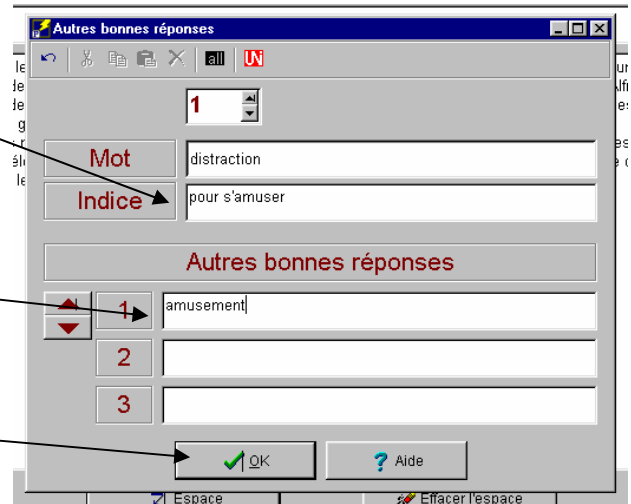 Autres bonnes réponses
all UN
1
Mot distraction
Indice pour s'amuser
Autres bonnes réponses
1 amusement
2
3
OK ? Aide
Espace Effacer l'espace